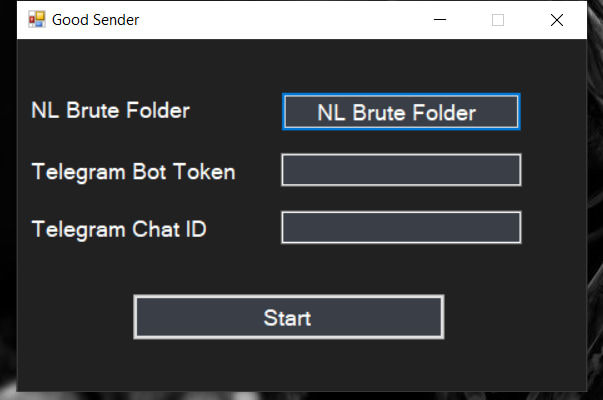 Good Sender
NL Brute Folder
NL Brute Folder
Telegram Bot Token
Telegram Chat ID
Start